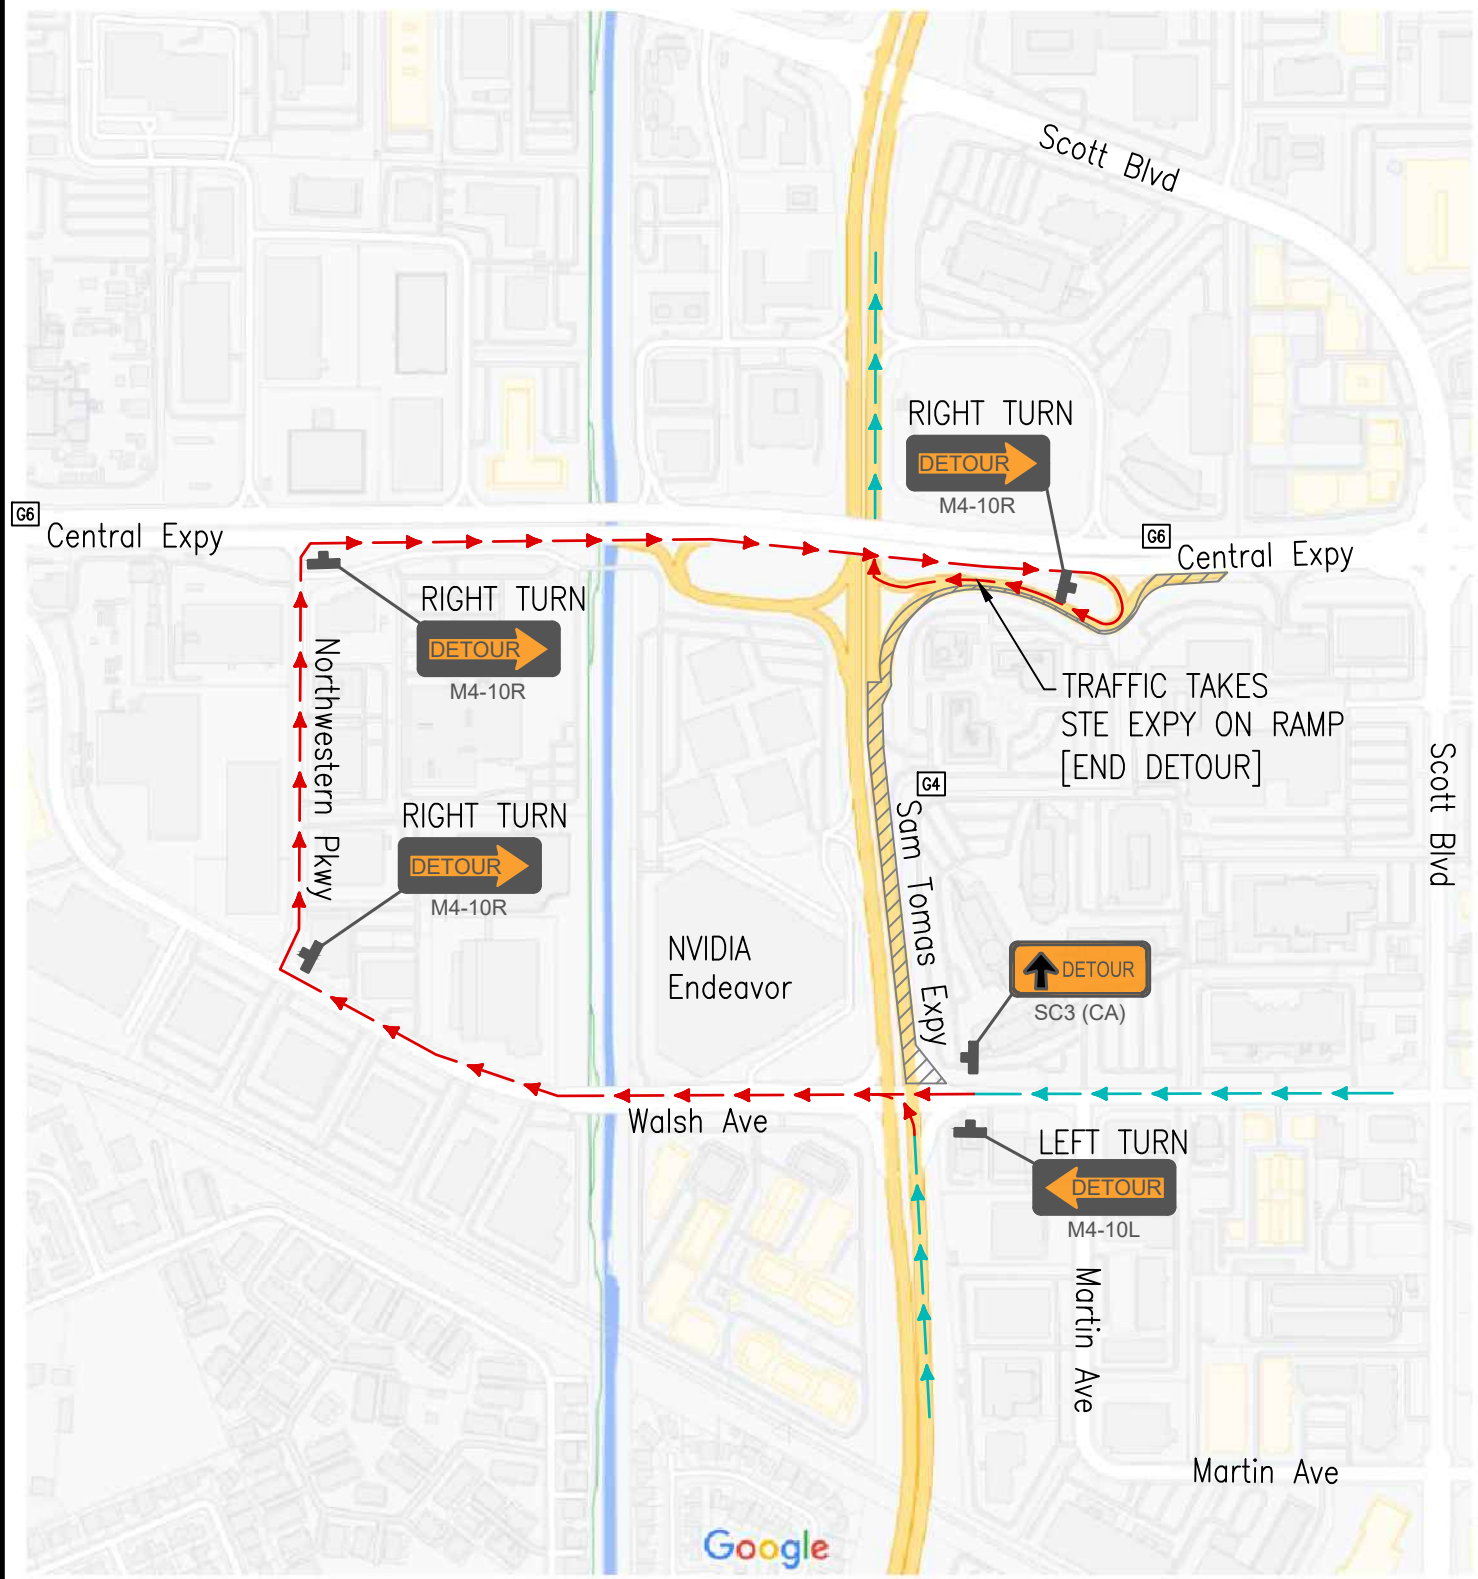 Scott Blvd
RIGHT TURN
DETOUR
M4-10R
G6
Central Expy
G6
Central Expy
RIGHT TURN
DETOUR
M4-10R
Northwestern Pkwy
TRAFFIC TAKES
STE EXPY ON RAMP
[END DETOUR]
G4
Sam Tomas Expy
Scott Blvd
RIGHT TURN
DETOUR
M4-10R
NVIDIA
Endeavor
DETOUR
SC3 (CA)
Walsh Ave
LEFT TURN
DETOUR
M4-10L
Martin Ave
Martin Ave
Google